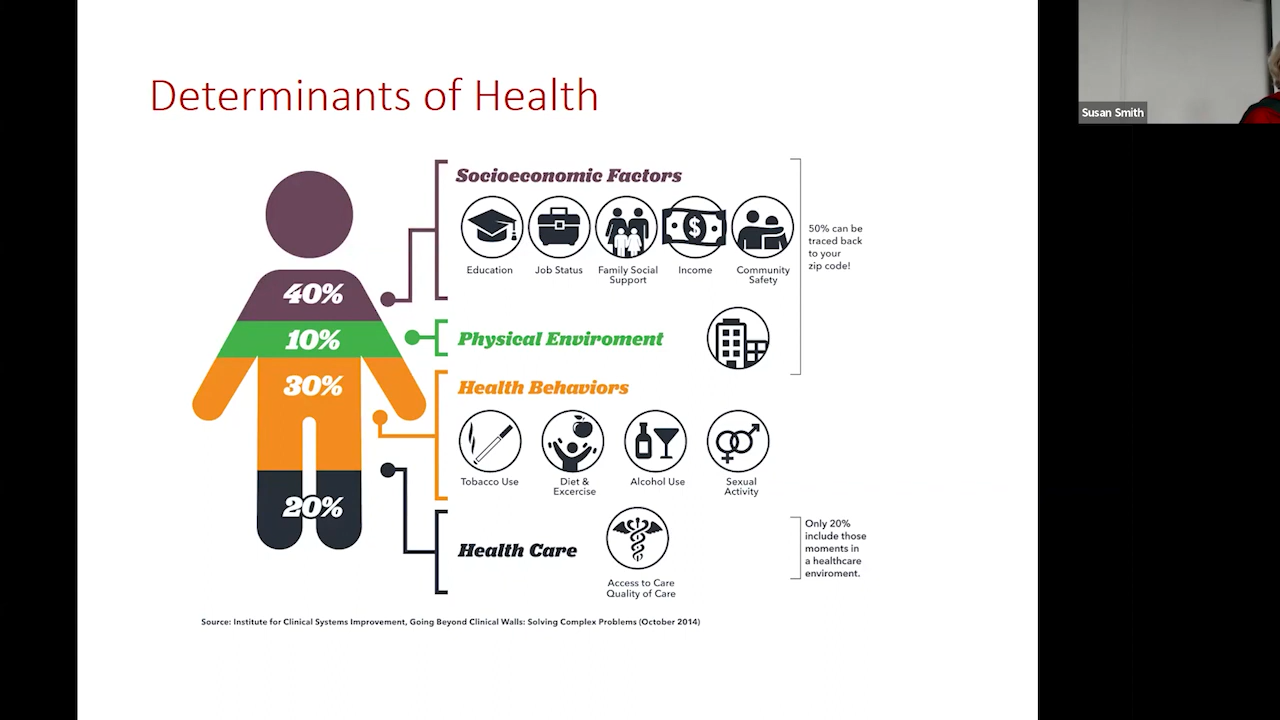 Determinants of Health
Susan Smith
Socioeconomic Factors
Education
Job Status
Family Social
Support
Income
Community
Safety
50% can be
traced back
to your
zip code!
40%
10%
Physical Enviroment
30%
Health Behaviors
Tobacco Use
Diet &
Excercise
Alcohol Use
Sexual
Activity
20%
Health Care
Access to Care
Quality of Care
Only 20%
include those
moments in
a healthcare
enviroment.
Source: Institute for Clinical Systems Improvement, Going Beyond Clinical Walls: Solving Complex Problems (October 2014)